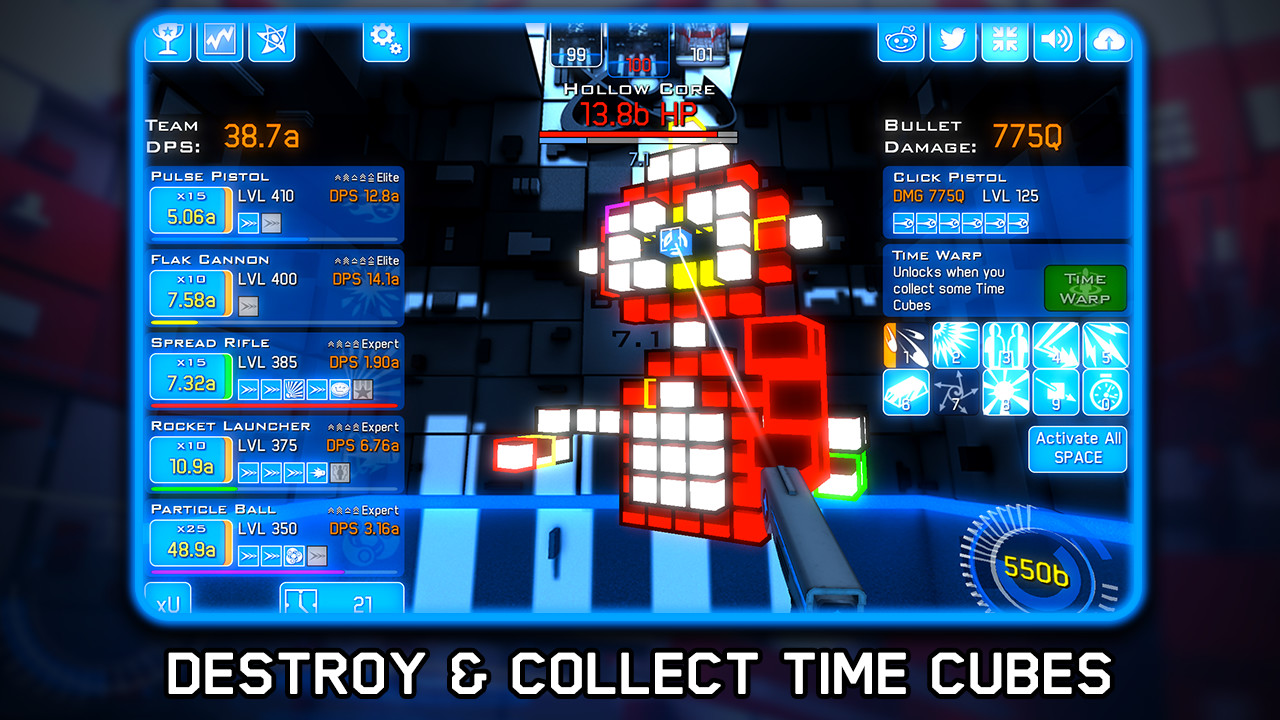 99
100
101
HOLLOW CORE
13.8b HP
7.1
TEAM DPS: 38.7a
PULSE PISTOL Elite
x15 LVL 410 DPS 12.8a
5.06a
FLAK CANNON Elite
x10 LVL 400 DPS 14.1a
7.58a
SPREAD RIFLE Expert
x15 LVL 385 DPS 1.90a
7.32a
ROCKET LAUNCHER Expert
x10 LVL 375 DPS 6.76a
10.9a
PARTICLE BALL Expert
x25 LVL 350 DPS 3.16a
48.9a
xU
21
7.1
BULLET
DAMAGE: 775Q
CLICK PISTOL
DMG 775Q LVL 125
TIME WARP
Unlocks when you
collect some Time
Cubes
TIME
WARP
1 2 3 4 5
6 7 8 9 0
Activate All
SPACE
550b
DESTROY & COLLECT TIME CUBES